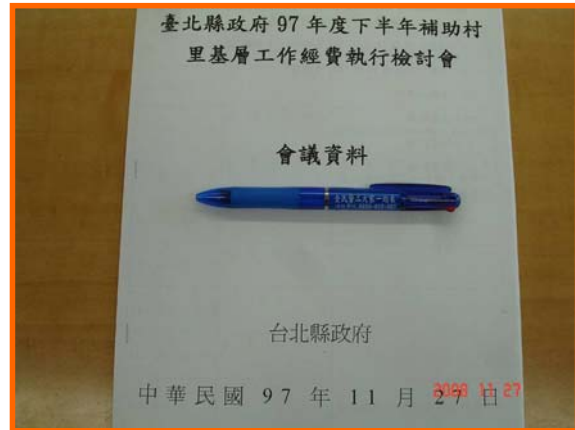 臺北縣政府 97 年度下半年補助村
里基層工作經費執行檢討會
會議資料
台北縣政府
中華民國 97 年 11 月 27 日
2008 11 27